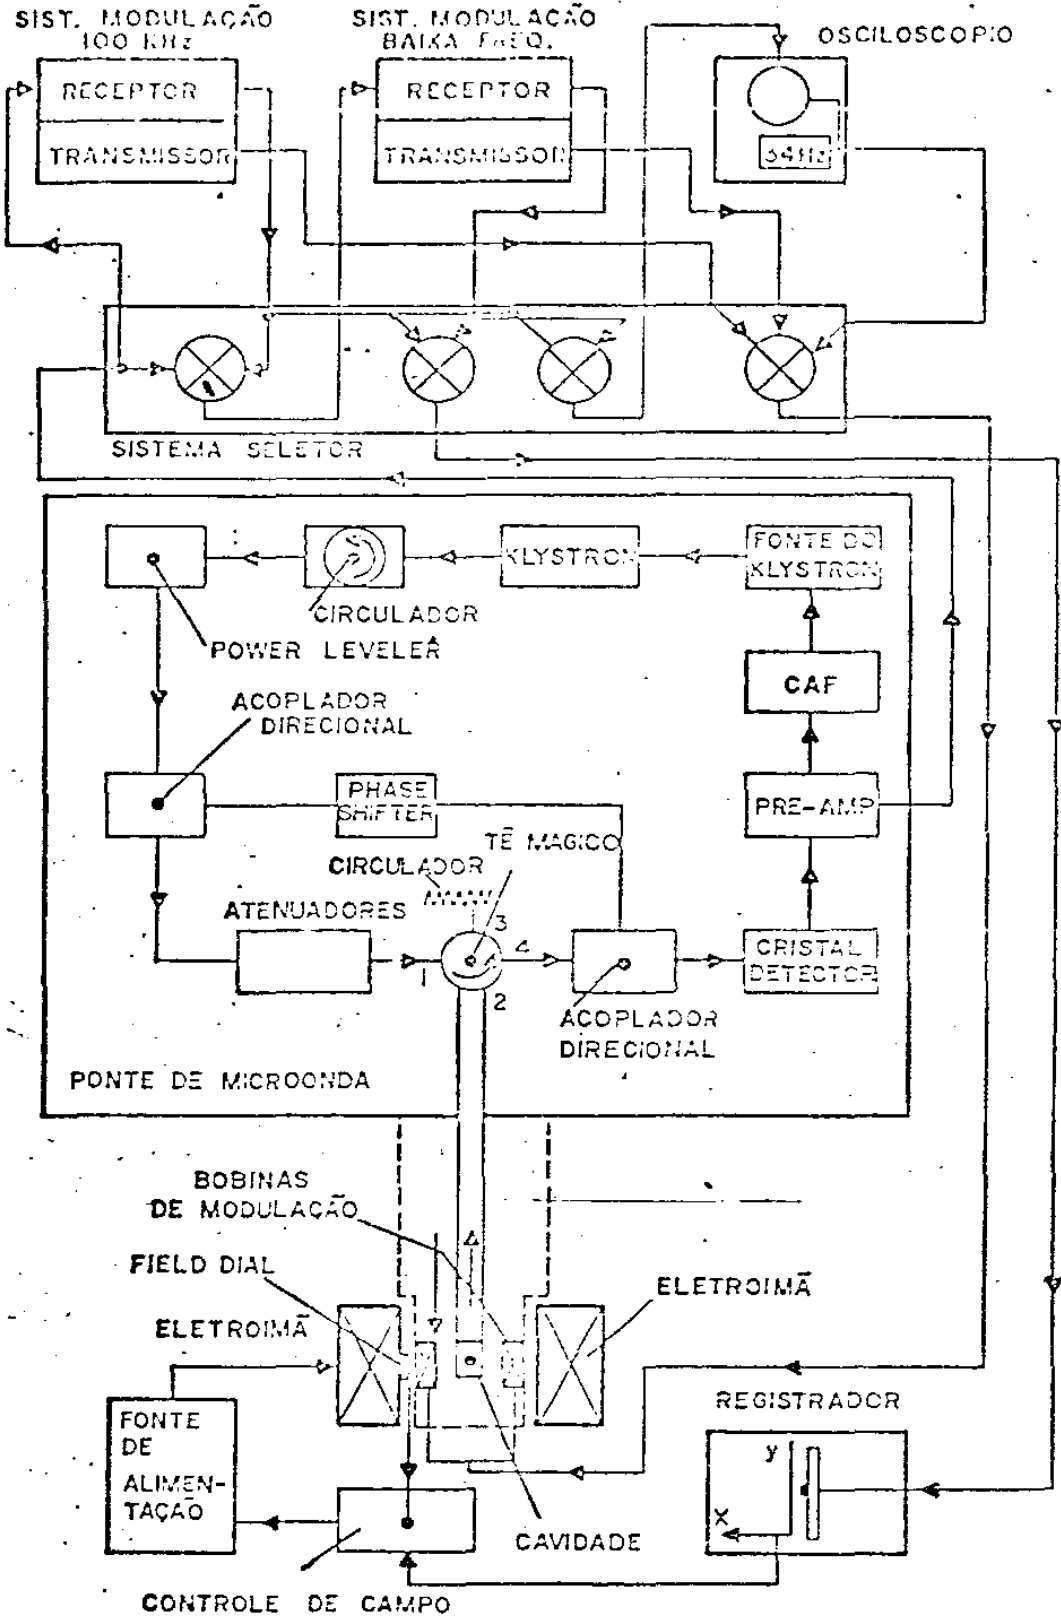 SIST. MODULAÇÃO
100 KHz
SIST. MODULAÇÃO
BAIXA FREQ.
OSCILOSCOPIO
RECEPTOR
TRANSMISSOR
RECEPTOR
TRANSMISSOR
34Hz
SISTEMA SELETOR
KLYSTRON
FONTE DO
KLYSTRON
CIRCULADOR
POWER LEVELER
CAF
ACOPLADOR
DIRECIONAL
PHASE
SHIFTER
PRE-AMP
TÊ MAGICO
CIRCULADOR
ATENUADORES
3
4
1
2
CRISTAL
DETECTOR
ACOPLADOR
DIRECIONAL
PONTE DE MICROONDA
BOBINAS
DE MODULAÇÃO
FIELD DIAL
ELETROIMÃ
ELETROIMÃ
REGISTRADOR
FONTE
DE
ALIMEN-
TAÇÃO
y
X
CAVIDADE
CONTROLE DE CAMPO